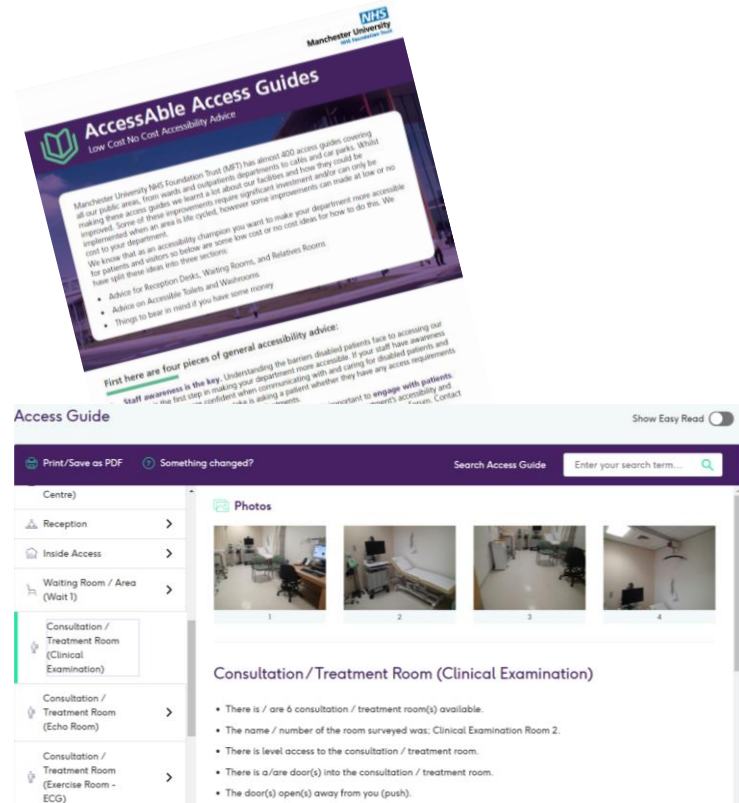 NHS
Manchester University
NHS Foundation Trust
AccessAble Access Guides
Low Cost No Cost Accessibility Advice
Manchester University NHS Foundation Trust (MFT) has almost 400 access guides covering
all our public areas, from wards and outpatients departments to cafés and car parks. Whilst
making these access guides we learnt a lot about our facilities and how they could be
improved. Some of these improvements require significant investment and/or can only be
implemented when an area is life cycled, however some improvements can made at low or no
cost to your department.
We know that as an accessibility champion you want to make your department more accessible
for patients and visitors so below are some low cost or no cost ideas for how to do this. We
have split these ideas into three sections:
• Advice for Reception Desks, Waiting Rooms, and Relatives Rooms
• Advice on Accessible Toilets and Washrooms
• Things to bear in mind if you have some money
First here are four pieces of general accessibility advice:
Staff awareness is the key. Understanding the barriers disabled patients face to accessing our
is the first step in making your department more accessible. If your staff have awareness
confident when communicating with and caring for disabled patients and
take is asking a patient whether they have any access requirements
important to engage with patients.
accessibility and
Forum. Contact
Access Guide
Show Easy Read
Print/Save as PDF
Something changed?
Search Access Guide
Enter your search term....
Centre)
Reception
Inside Access
Waiting Room / Area
(Wait 1)
Consultation /
Treatment Room
(Clinical
Examination)
Consultation /
Treatment Room
(Echo Room)
Consultation /
Treatment Room
(Exercise Room -
ECG)
Photos
1 2 3 4
Consultation / Treatment Room (Clinical Examination)
• There is / are 6 consultation / treatment room(s) available.
• The name / number of the room surveyed was; Clinical Examination Room 2.
• There is level access to the consultation / treatment room.
• There is a/are door(s) into the consultation / treatment room.
• The door(s) open(s) away from you (push).